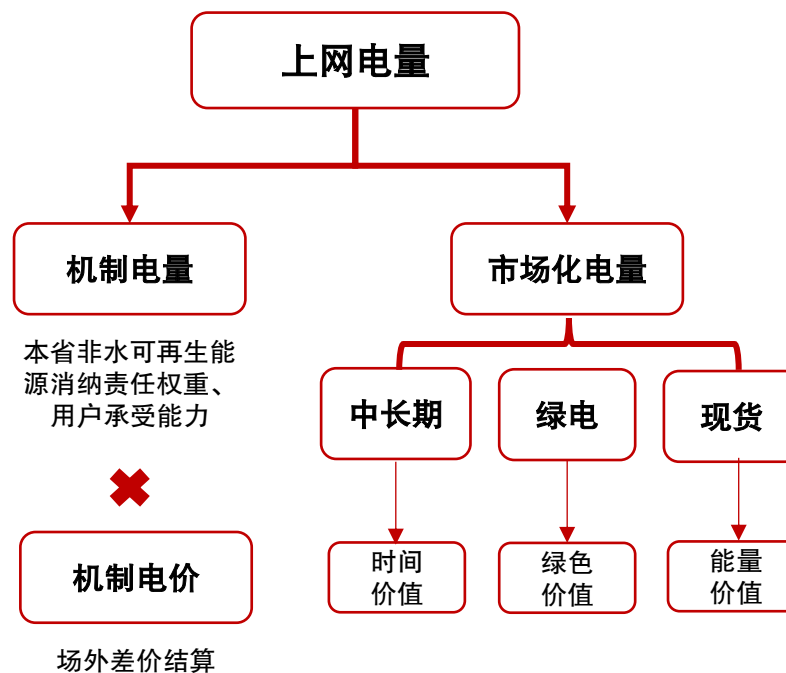 上网电量
机制电量
市场化电量
本省非水可再生能
源消纳责任权重、
用户承受能力
中长期
绿电
现货
机制电价
时间
价值
绿色
价值
能量
价值
场外差价结算